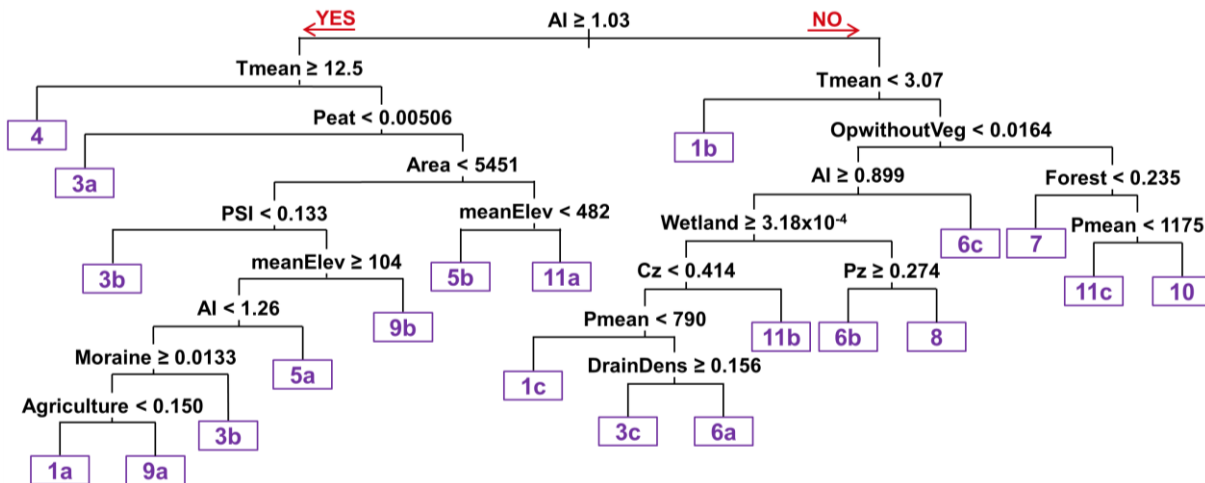 YES AI ≥ 1.03 NO
Tmean ≥ 12.5 Tmean < 3.07
4 Peat < 0.00506 1b OpwithoutVeg < 0.0164
3a Area < 5451 AI ≥ 0.899 Forest < 0.235
PSI < 0.133 meanElev < 482 Wetland ≥ 3.18x10⁻⁴ 6c 7 Pmean < 1175
3b meanElev ≥ 104 5b 11a Cz < 0.414 Pz ≥ 0.274 11c 10
AI < 1.26 9b Pmean < 790 11b 6b 8
Moraine ≥ 0.0133 5a 1c DrainDens ≥ 0.156
Agriculture < 0.150 3b 3c 6a
1a 9a